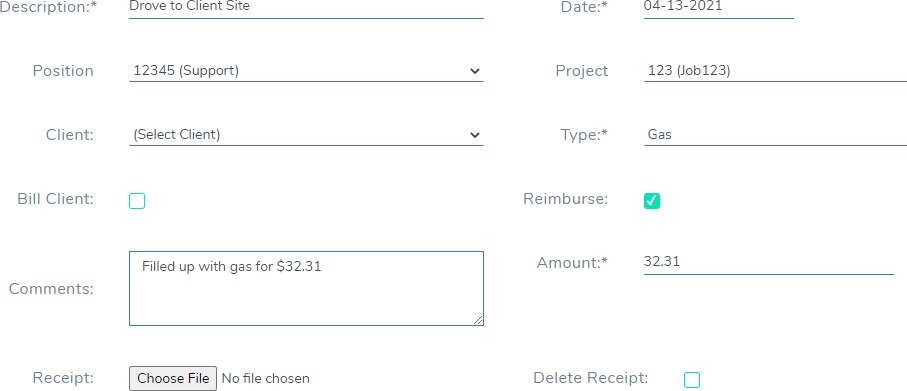 Description:* Drove to Client Site Date:* 04-13-2021
Position 12345 (Support) Project 123 (Job123)
Client: (Select Client) Type:* Gas
Bill Client: Reimburse:
Comments: Filled up with gas for $32.31 Amount:* 32.31
Receipt: Choose File No file chosen Delete Receipt: